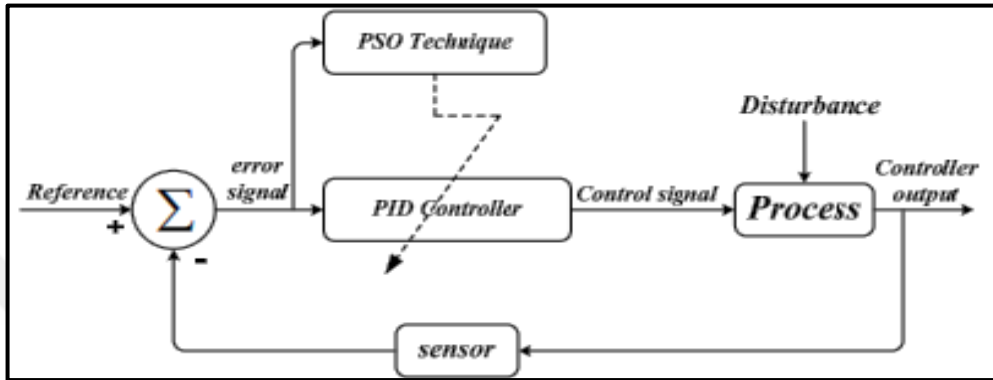 PSO Technique
Disturbance
error
signal
Controller
output
Reference
Σ
PID Controller
Control signal
Process
+
-
sensor